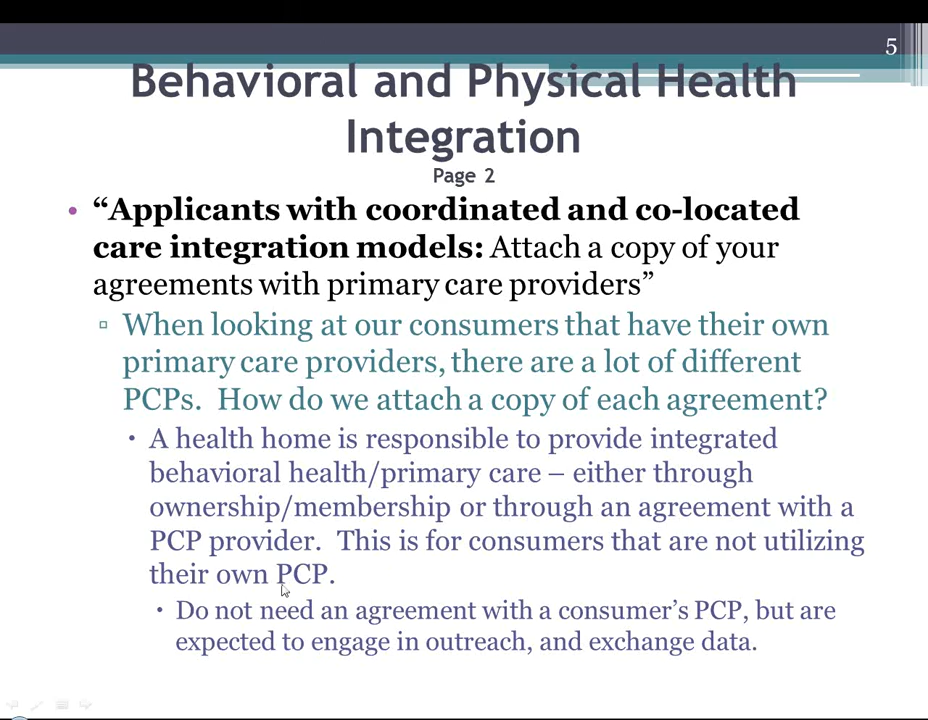 5
Behavioral and Physical Health
Integration
Page 2
• “Applicants with coordinated and co-located
care integration models: Attach a copy of your
agreements with primary care providers”
▫ When looking at our consumers that have their own
primary care providers, there are a lot of different
PCPs.  How do we attach a copy of each agreement?
• A health home is responsible to provide integrated
behavioral health/primary care – either through
ownership/membership or through an agreement with a
PCP provider.  This is for consumers that are not utilizing
their own PCP.
• Do not need an agreement with a consumer’s PCP, but are
expected to engage in outreach, and exchange data.